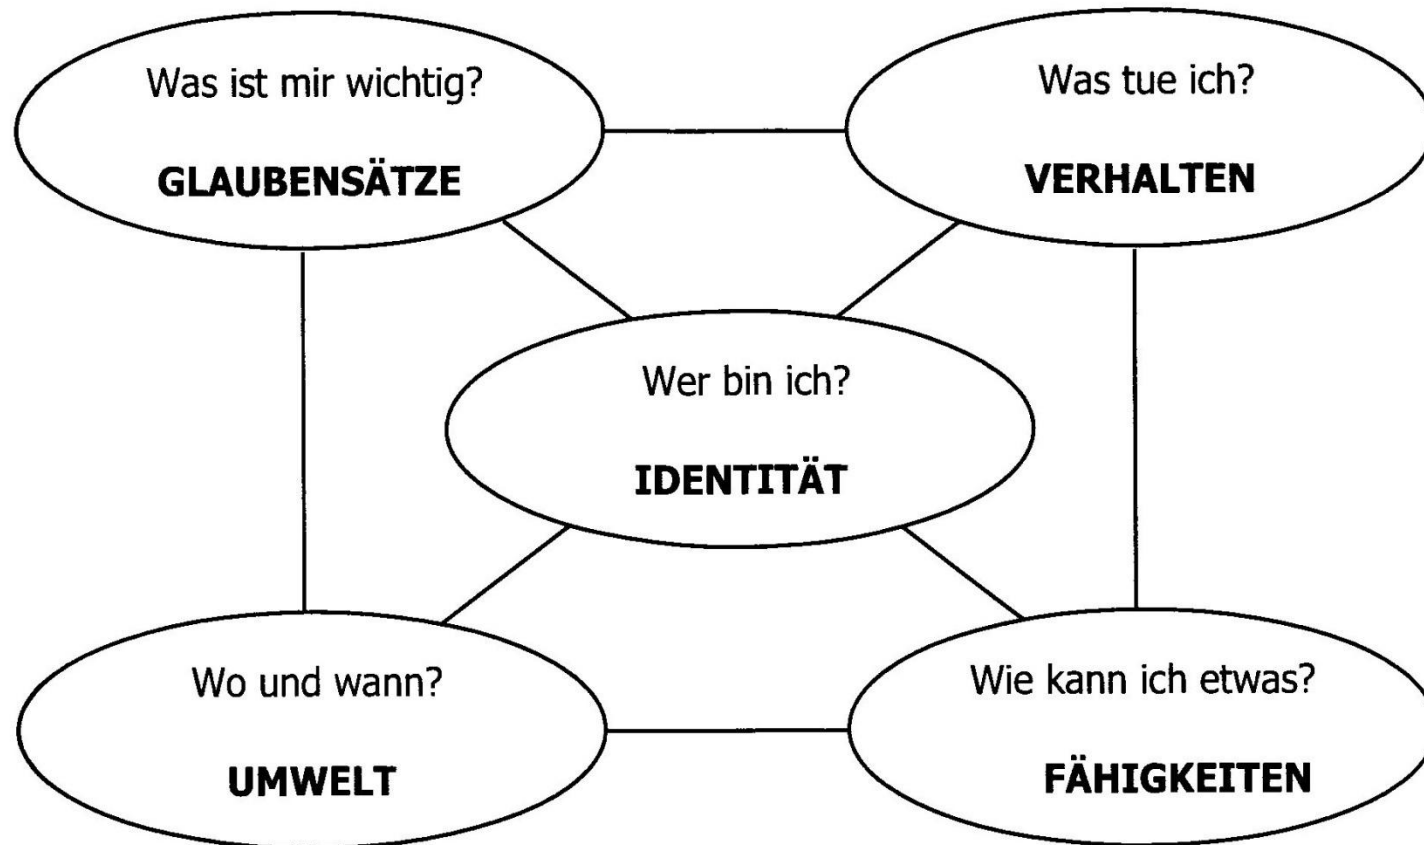 Was ist mir wichtig?
GLAUBENSÄTZE
Was tue ich?
VERHALTEN
Wer bin ich?
IDENTITÄT
Wo und wann?
UMWELT
Wie kann ich etwas?
FÄHIGKEITEN